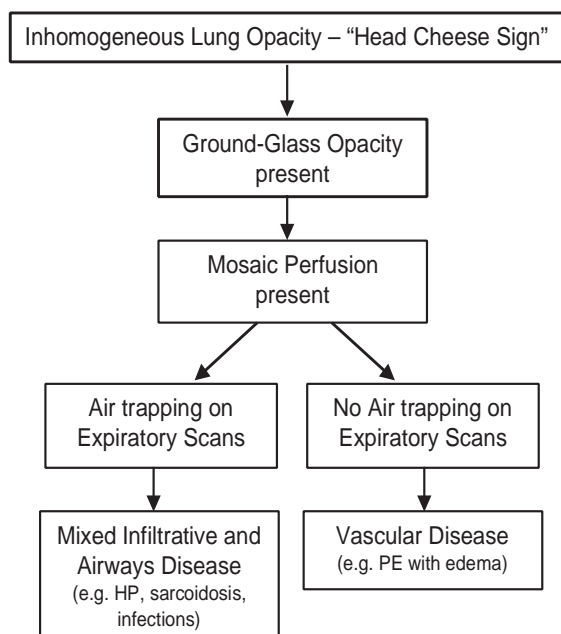 Inhomogeneous Lung Opacity – “Head Cheese Sign”
Ground-Glass Opacity
present
Mosaic Perfusion
present
Air trapping on
Expiratory Scans
No Air trapping on
Expiratory Scans
Mixed Infiltrative and
Airways Disease
(e.g. HP, sarcoidosis,
infections)
Vascular Disease
(e.g. PE with edema)